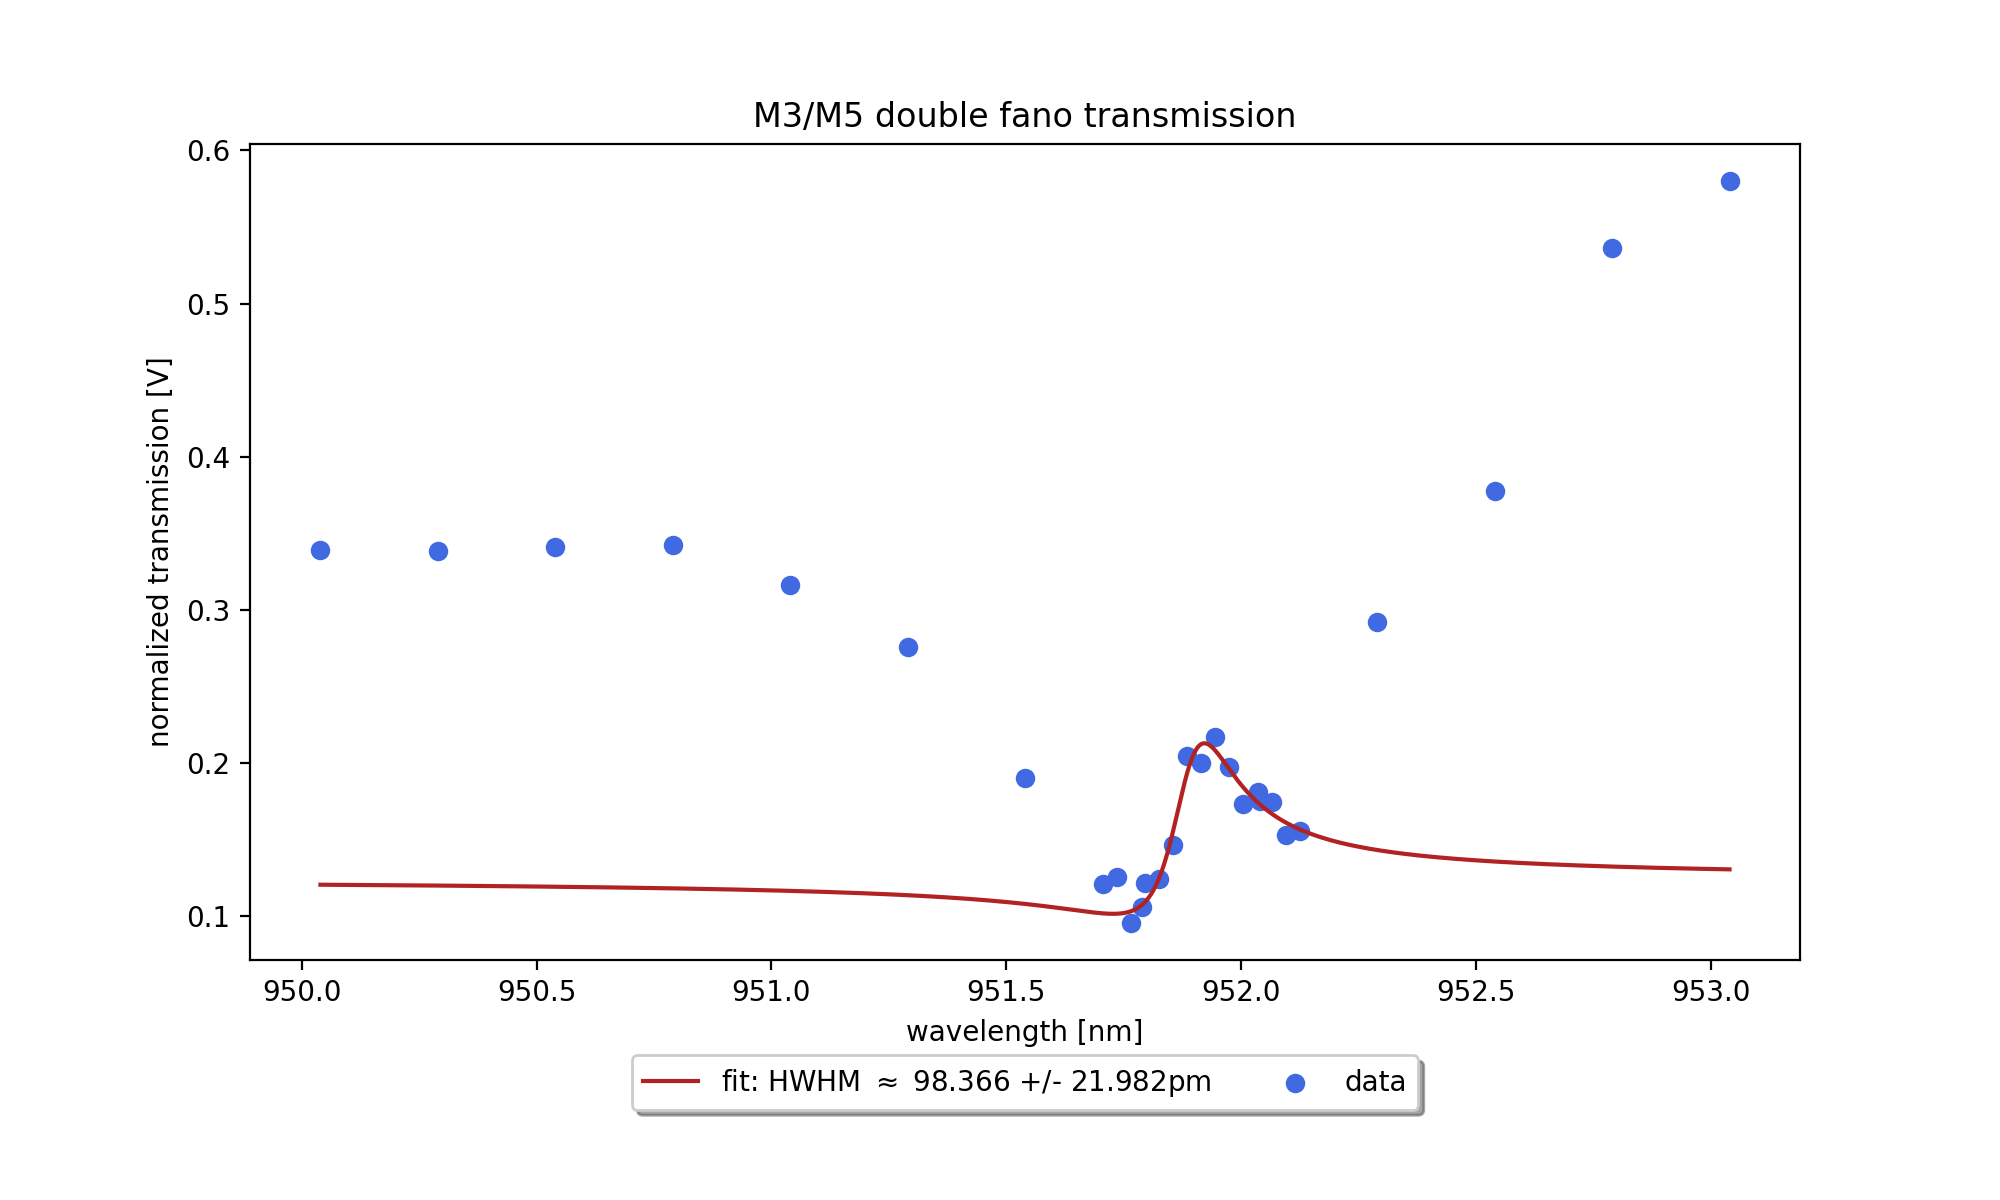 M3/M5 double fano transmission
normalized transmission [V]
0.6
0.5
0.4
0.3
0.2
0.1
950.0 950.5 951.0 951.5 952.0 952.5 953.0
wavelength [nm]
fit: HWHM ≈ 98.366 +/- 21.982pm data